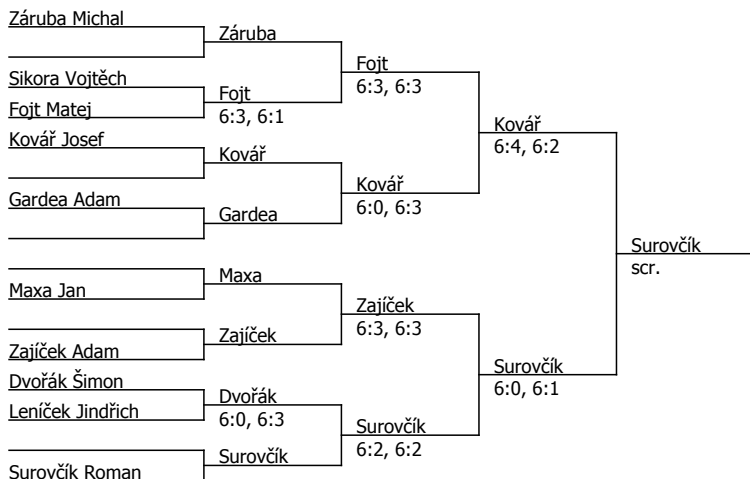 Záruba Michal
Sikora Vojtěch
Fojt Matej
Kovář Josef
Gardea Adam
Maxa Jan
Zajíček Adam
Dvořák Šimon
Leníček Jindřich
Surovčík Roman
Záruba
Fojt
6:3, 6:1
Kovář
Gardea
Maxa
Zajíček
Dvořák
6:0, 6:3
Surovčík
Fojt
6:3, 6:3
Kovář
6:0, 6:3
Zajíček
6:3, 6:3
Surovčík
6:2, 6:2
Kovář
6:4, 6:2
Surovčík
6:0, 6:1
Surovčík
scr.